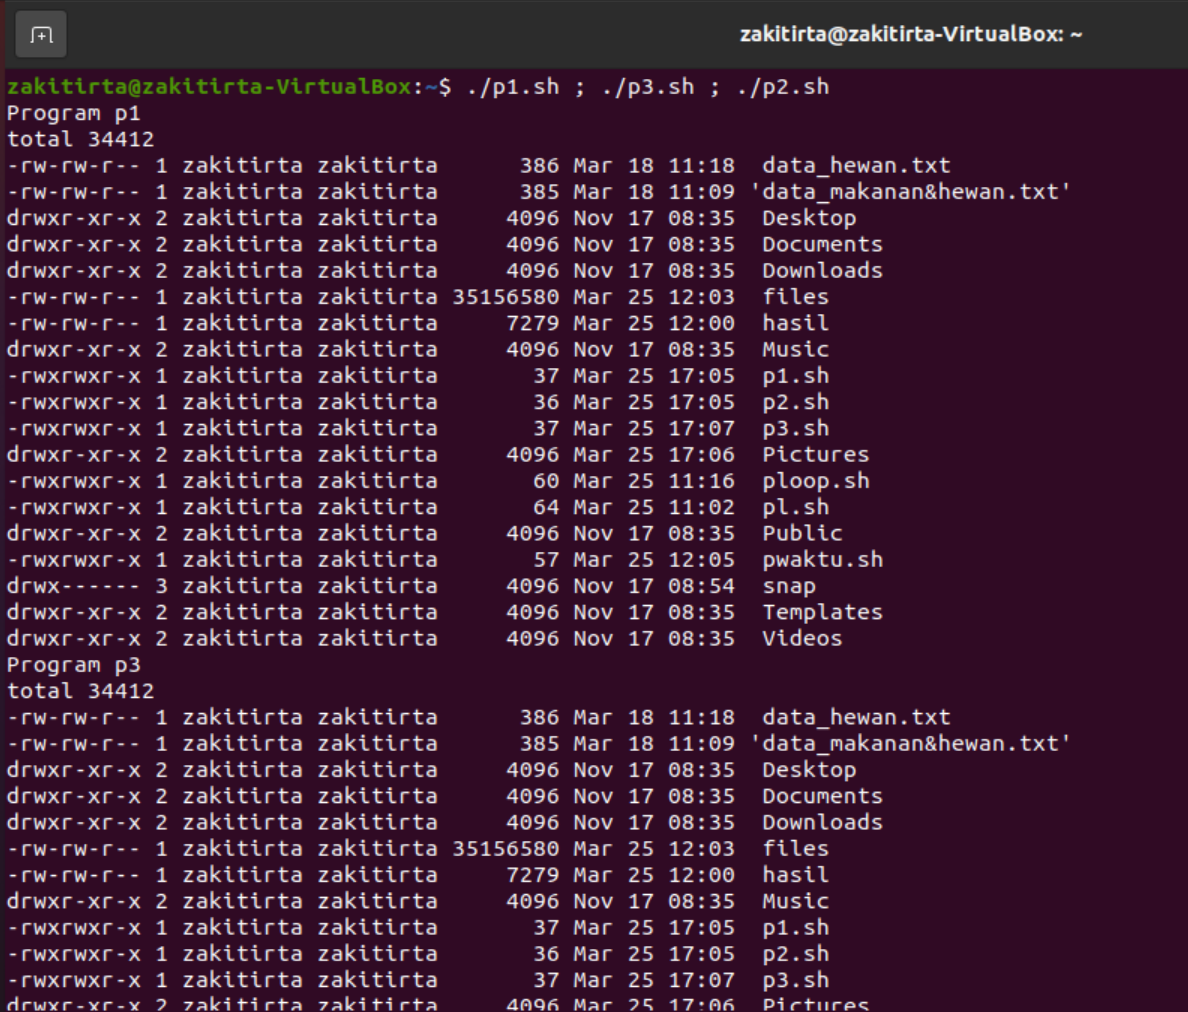 zakitirta@zakitirta-VirtualBox: ~
zakitirta@zakitirta-VirtualBox:~$ ./p1.sh ; ./p3.sh ; ./p2.sh
Program p1
total 34412
-rw-rw-r-- 1 zakitirta zakitirta      386 Mar 18 11:18  data_hewan.txt
-rw-rw-r-- 1 zakitirta zakitirta      385 Mar 18 11:09 'data_makanan&hewan.txt'
drwxr-xr-x 2 zakitirta zakitirta     4096 Nov 17 08:35  Desktop
drwxr-xr-x 2 zakitirta zakitirta     4096 Nov 17 08:35  Documents
drwxr-xr-x 2 zakitirta zakitirta     4096 Nov 17 08:35  Downloads
-rw-rw-r-- 1 zakitirta zakitirta 35156580 Mar 25 12:03  files
-rw-rw-r-- 1 zakitirta zakitirta     7279 Mar 25 12:00  hasil
drwxr-xr-x 2 zakitirta zakitirta     4096 Nov 17 08:35  Music
-rwxrwxr-x 1 zakitirta zakitirta       37 Mar 25 17:05  p1.sh
-rwxrwxr-x 1 zakitirta zakitirta       36 Mar 25 17:05  p2.sh
-rwxrwxr-x 1 zakitirta zakitirta       37 Mar 25 17:07  p3.sh
drwxr-xr-x 2 zakitirta zakitirta     4096 Mar 25 17:06  Pictures
-rwxrwxr-x 1 zakitirta zakitirta       60 Mar 25 11:16  ploop.sh
-rwxrwxr-x 1 zakitirta zakitirta       64 Mar 25 11:02  pl.sh
drwxr-xr-x 2 zakitirta zakitirta     4096 Nov 17 08:35  Public
-rwxrwxr-x 1 zakitirta zakitirta       57 Mar 25 12:05  pwaktu.sh
drwx------ 3 zakitirta zakitirta     4096 Nov 17 08:54  snap
drwxr-xr-x 2 zakitirta zakitirta     4096 Nov 17 08:35  Templates
drwxr-xr-x 2 zakitirta zakitirta     4096 Nov 17 08:35  Videos
Program p3
total 34412
-rw-rw-r-- 1 zakitirta zakitirta      386 Mar 18 11:18  data_hewan.txt
-rw-rw-r-- 1 zakitirta zakitirta      385 Mar 18 11:09 'data_makanan&hewan.txt'
drwxr-xr-x 2 zakitirta zakitirta     4096 Nov 17 08:35  Desktop
drwxr-xr-x 2 zakitirta zakitirta     4096 Nov 17 08:35  Documents
drwxr-xr-x 2 zakitirta zakitirta     4096 Nov 17 08:35  Downloads
-rw-rw-r-- 1 zakitirta zakitirta 35156580 Mar 25 12:03  files
-rw-rw-r-- 1 zakitirta zakitirta     7279 Mar 25 12:00  hasil
drwxr-xr-x 2 zakitirta zakitirta     4096 Nov 17 08:35  Music
-rwxrwxr-x 1 zakitirta zakitirta       37 Mar 25 17:05  p1.sh
-rwxrwxr-x 1 zakitirta zakitirta       36 Mar 25 17:05  p2.sh
-rwxrwxr-x 1 zakitirta zakitirta       37 Mar 25 17:07  p3.sh
drwxr-xr-x 2 zakitirta zakitirta     4096 Mar 25 17:06  Pictures